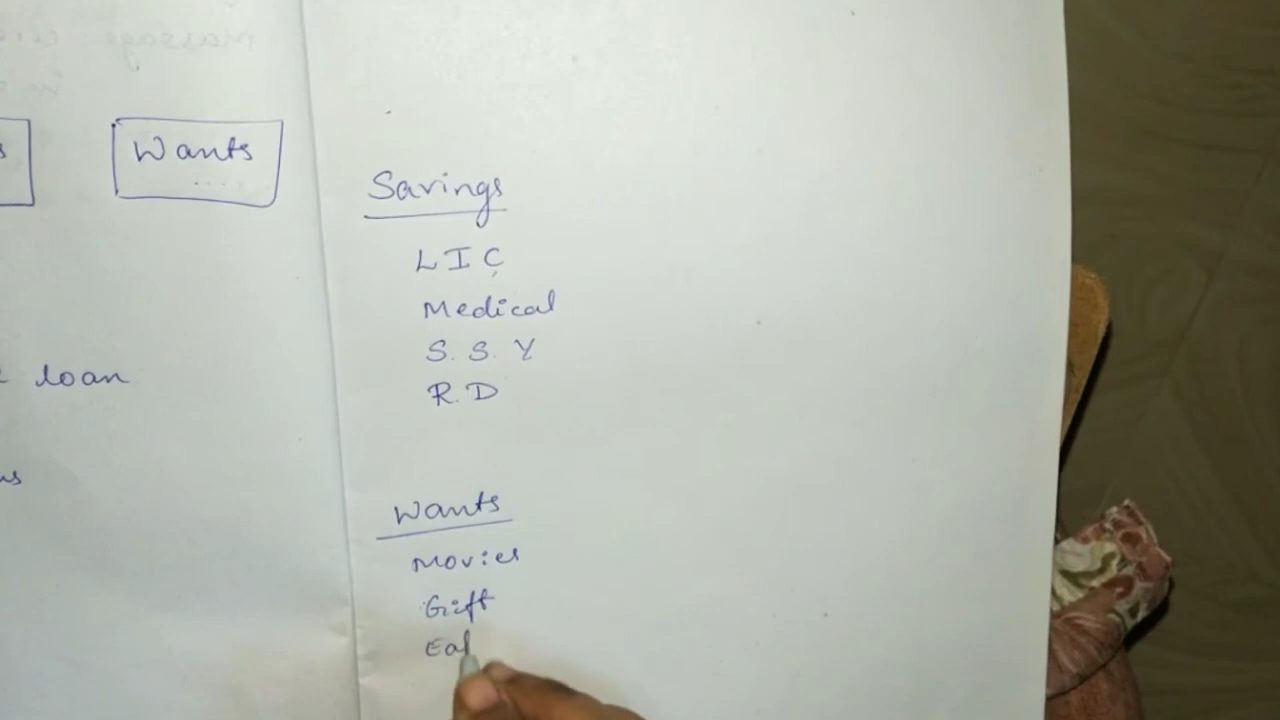 Wants
loan
Savings
LIC
Medical
S. S. Y
R. D
Wants
Movies
Gift
Eat